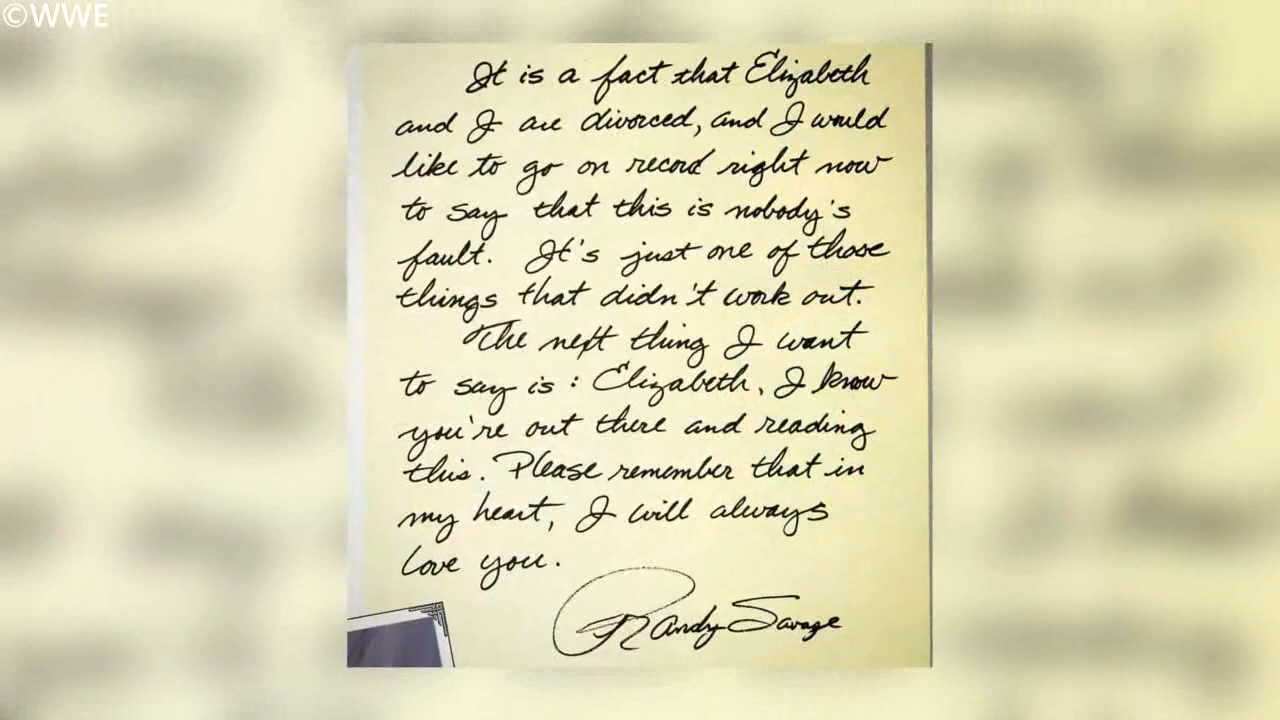 ©WWE
It is a fact that Elizabeth
and I are divorced, and I would
like to go on record right now
to say that this is nobody's
fault. It's just one of those
things that didn't work out.
The next thing I want
to say is: Elizabeth, I know
you're out there and reading
this. Please remember that in
my heart, I will always
love you.
Randy Savage